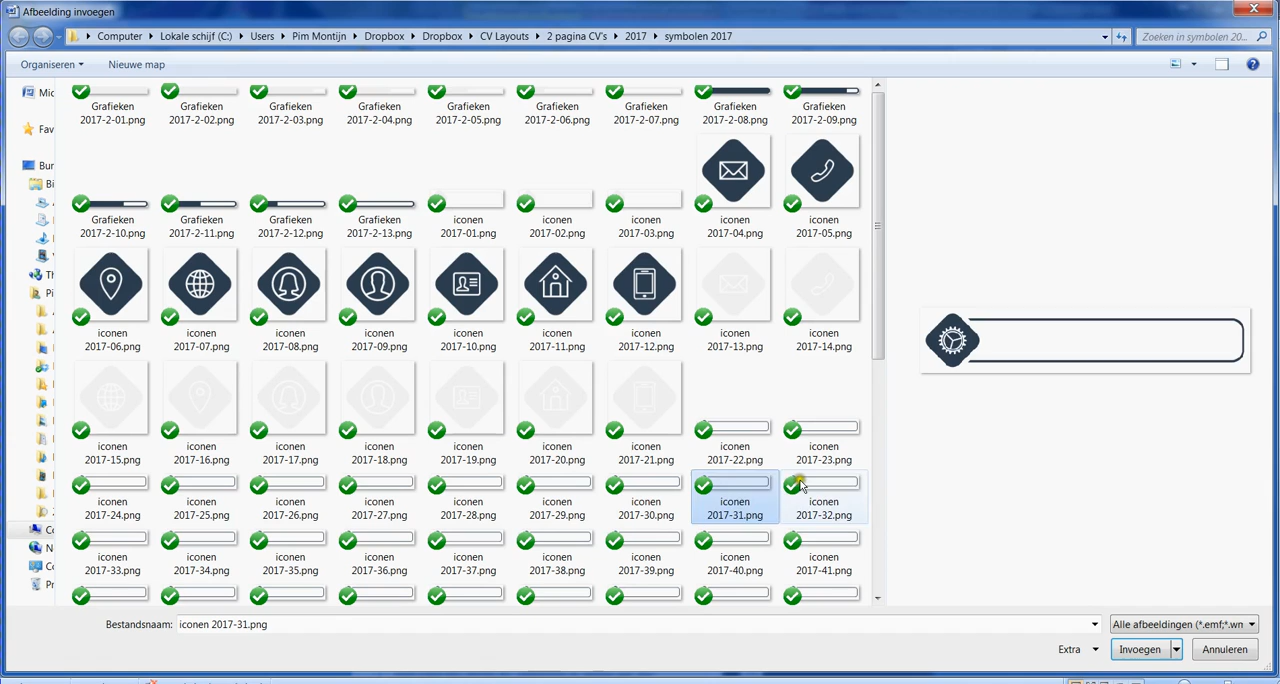 Afbeelding invoegen
Computer Lokale schijf (C:) Users Pim Montijn Dropbox Dropbox CV Layouts 2 pagina CV's 2017 symbolen 2017
Zoeken in symbolen 20...
Organiseren Nieuwe map
Mic
Fav
Bur
Bi
Th
Pi
Co
N
Co
Pr
Grafieken 2017-2-01.png
Grafieken 2017-2-02.png
Grafieken 2017-2-03.png
Grafieken 2017-2-04.png
Grafieken 2017-2-05.png
Grafieken 2017-2-06.png
Grafieken 2017-2-07.png
Grafieken 2017-2-08.png
Grafieken 2017-2-09.png
Grafieken 2017-2-10.png
Grafieken 2017-2-11.png
Grafieken 2017-2-12.png
Grafieken 2017-2-13.png
iconen 2017-01.png
iconen 2017-02.png
iconen 2017-03.png
iconen 2017-04.png
iconen 2017-05.png
iconen 2017-06.png
iconen 2017-07.png
iconen 2017-08.png
iconen 2017-09.png
iconen 2017-10.png
iconen 2017-11.png
iconen 2017-12.png
iconen 2017-13.png
iconen 2017-14.png
iconen 2017-15.png
iconen 2017-16.png
iconen 2017-17.png
iconen 2017-18.png
iconen 2017-19.png
iconen 2017-20.png
iconen 2017-21.png
iconen 2017-22.png
iconen 2017-23.png
iconen 2017-24.png
iconen 2017-25.png
iconen 2017-26.png
iconen 2017-27.png
iconen 2017-28.png
iconen 2017-29.png
iconen 2017-30.png
iconen 2017-31.png
iconen 2017-32.png
iconen 2017-33.png
iconen 2017-34.png
iconen 2017-35.png
iconen 2017-36.png
iconen 2017-37.png
iconen 2017-38.png
iconen 2017-39.png
iconen 2017-40.png
iconen 2017-41.png
Bestandsnaam: iconen 2017-31.png
Alle afbeeldingen (*.emf;*.wn
Extra Invoegen Annuleren